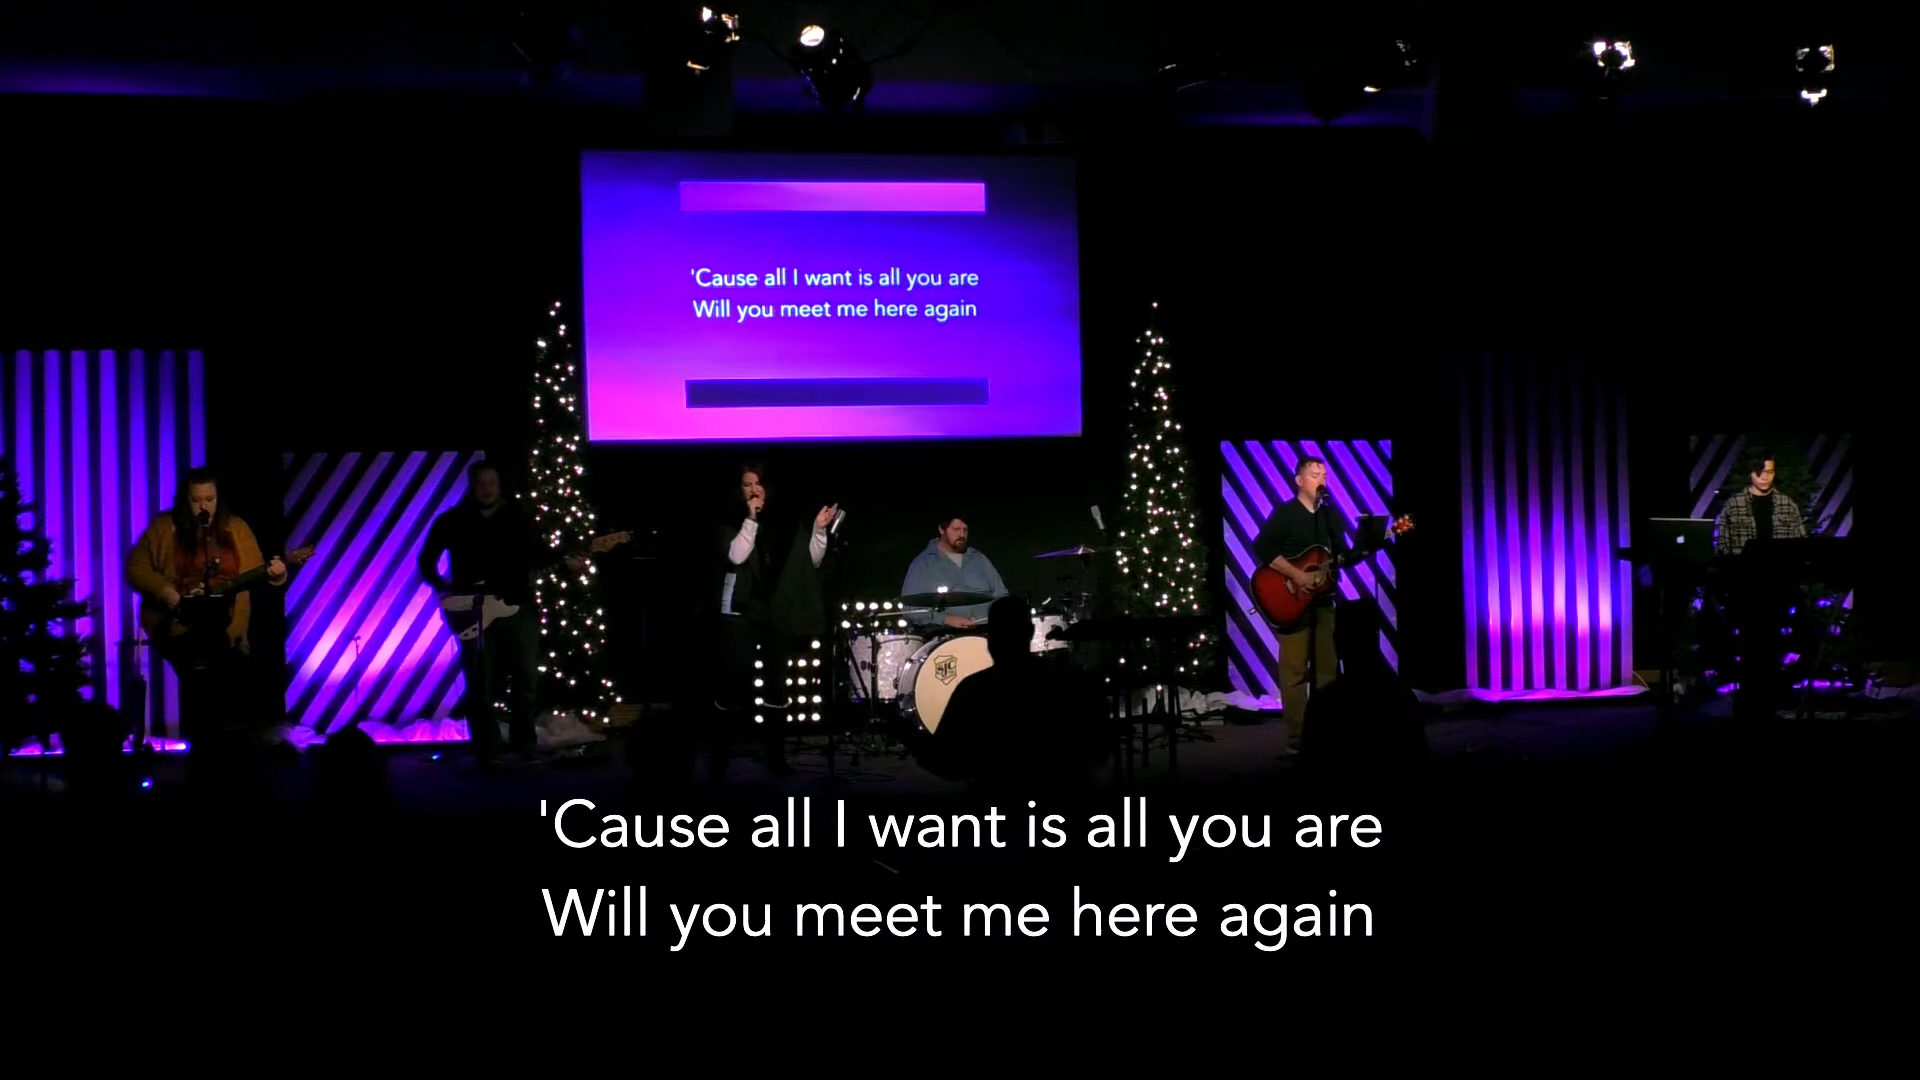 'Cause all I want is all you are
Will you meet me here again
SJC
'Cause all I want is all you are
Will you meet me here again